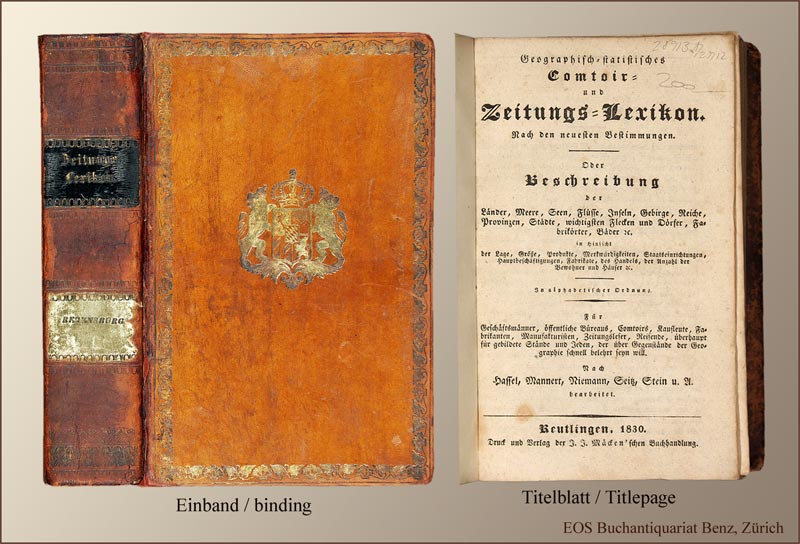 Zeitungs
Lexikon
REGENSBURG
Einband / binding
Geographisch-statistisches
Comtoir-
und
Zeitungs-Lexikon.
Nach den neuesten Bestimmungen.
Oder
Beschreibung
der
Länder, Meere, Seen, Flüsse, Inseln, Gebirge, Reiche,
Provinzen, Städte, wichtigsten Flecken und Dörfer, Fa-
brikörter, Bäder ꝛc.
in Hinsicht
der Lage, Größe, Produkte, Merkwürdigkeiten, Staatseinrichtungen,
Hauptbeschäftigungen, Fabrikate, des Handels, der Anzahl der
Bewohner und Häuser ꝛc.
In alphabetischer Ordnung.
Für
Geschäftsmänner, öffentliche Büreaus, Comtoirs, Kaufleute, Fa-
brikanten, Manufakturisten, Zeitungsleser, Reisende, überhaupt
für gebildete Stände und Jeden, der über Gegenstände der Geo-
graphie schnell belehrt seyn will.
Nach
Hassel, Mannert, Niemann, Seitz, Stein u. A.
bearbeitet.
Reutlingen, 1830.
Druck und Verlag der J. J. Mäcken'schen Buchhandlung.
Titelblatt / Titlepage
EOS Buchantiquariat Benz, Zürich